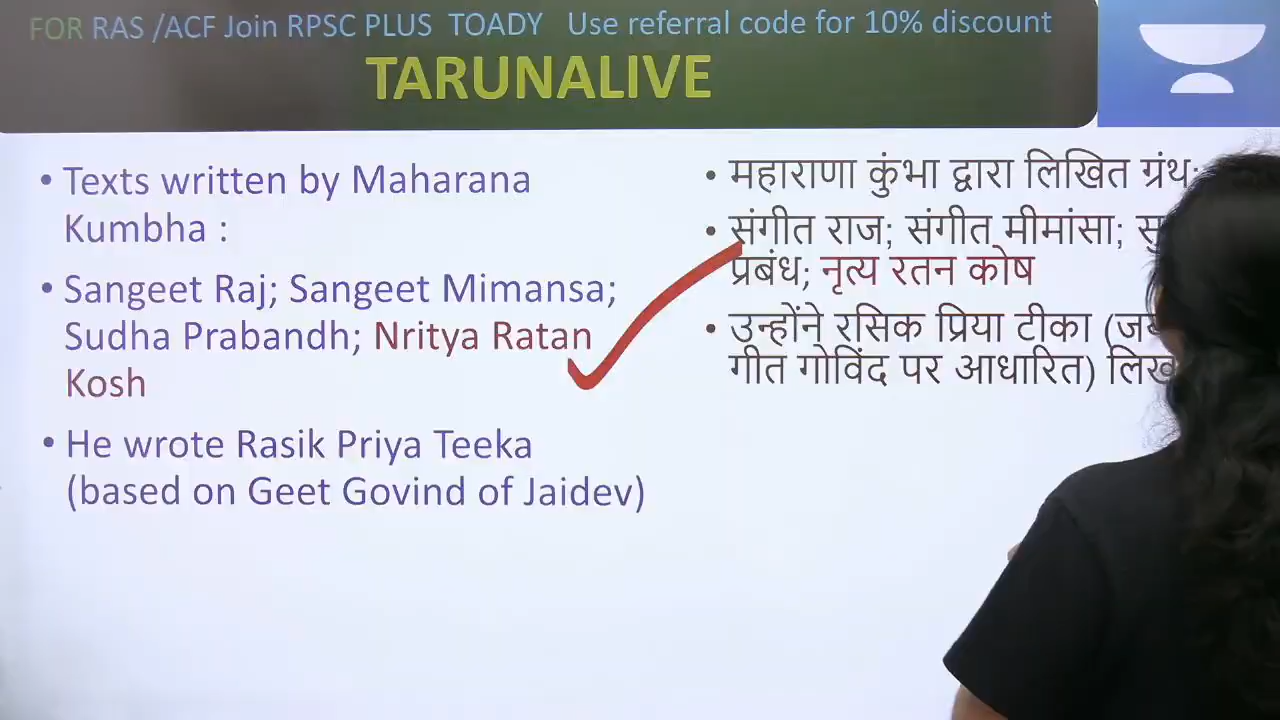 FOR RAS /ACF Join RPSC PLUS TOADY Use referral code for 10% discount
TARUNALIVE
• Texts written by Maharana
Kumbha :
• Sangeet Raj; Sangeet Mimansa;
Sudha Prabandh; Nritya Ratan
Kosh
• He wrote Rasik Priya Teeka
(based on Geet Govind of Jaidev)
• महाराणा कुंभा द्वारा लिखित ग्रंथ:
• संगीत राज; संगीत मीमांसा;
प्रबंध; नृत्य रतन कोष
• उन्होंने रसिक प्रिया टीका
गीत गोविंद पर आधारित)